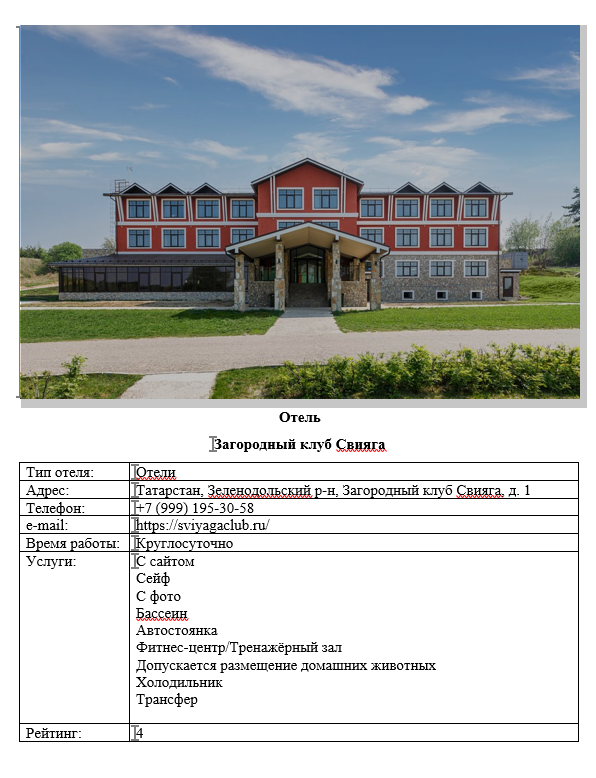 Отель
Загородный клуб Свияга
Тип отеля: Отели
Адрес: Татарстан, Зеленодольский р-н, Загородный клуб Свияга, д. 1
Телефон: +7 (999) 195-30-58
e-mail: https://sviyagaclub.ru/
Время работы: Круглосуточно
Услуги: С сайтом
Сейф
С фото
Бассеин
Автостоянка
Фитнес-центр/Тренажёрный зал
Допускается размещение домашних животных
Холодильник
Трансфер
Рейтинг: 4